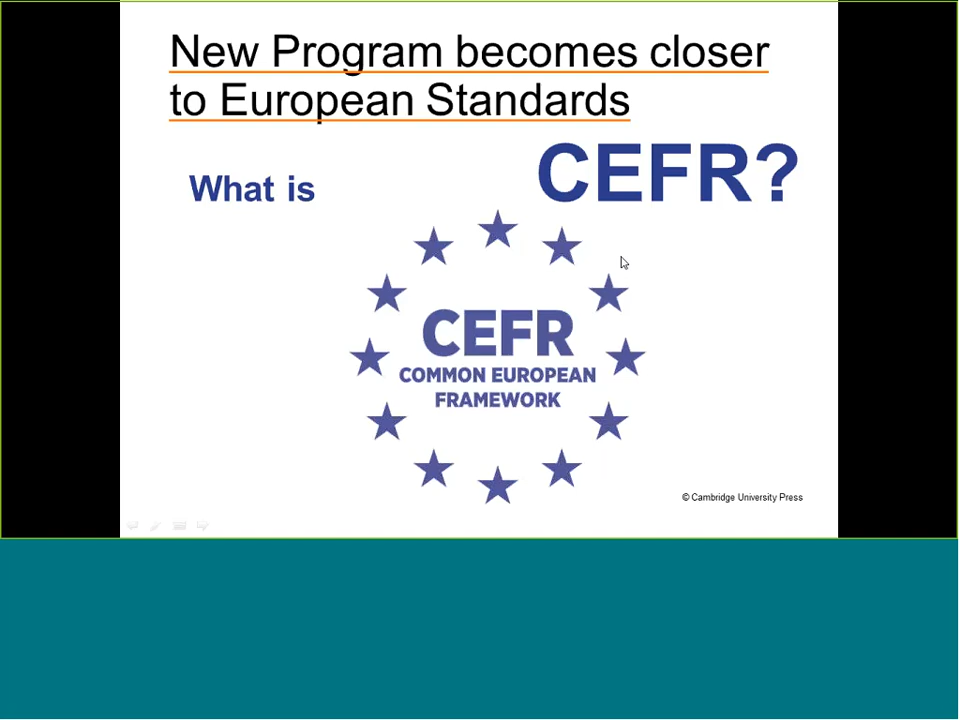 New Program becomes closer
to European Standards
What is CEFR?
CEFR
COMMON EUROPEAN
FRAMEWORK
© Cambridge University Press